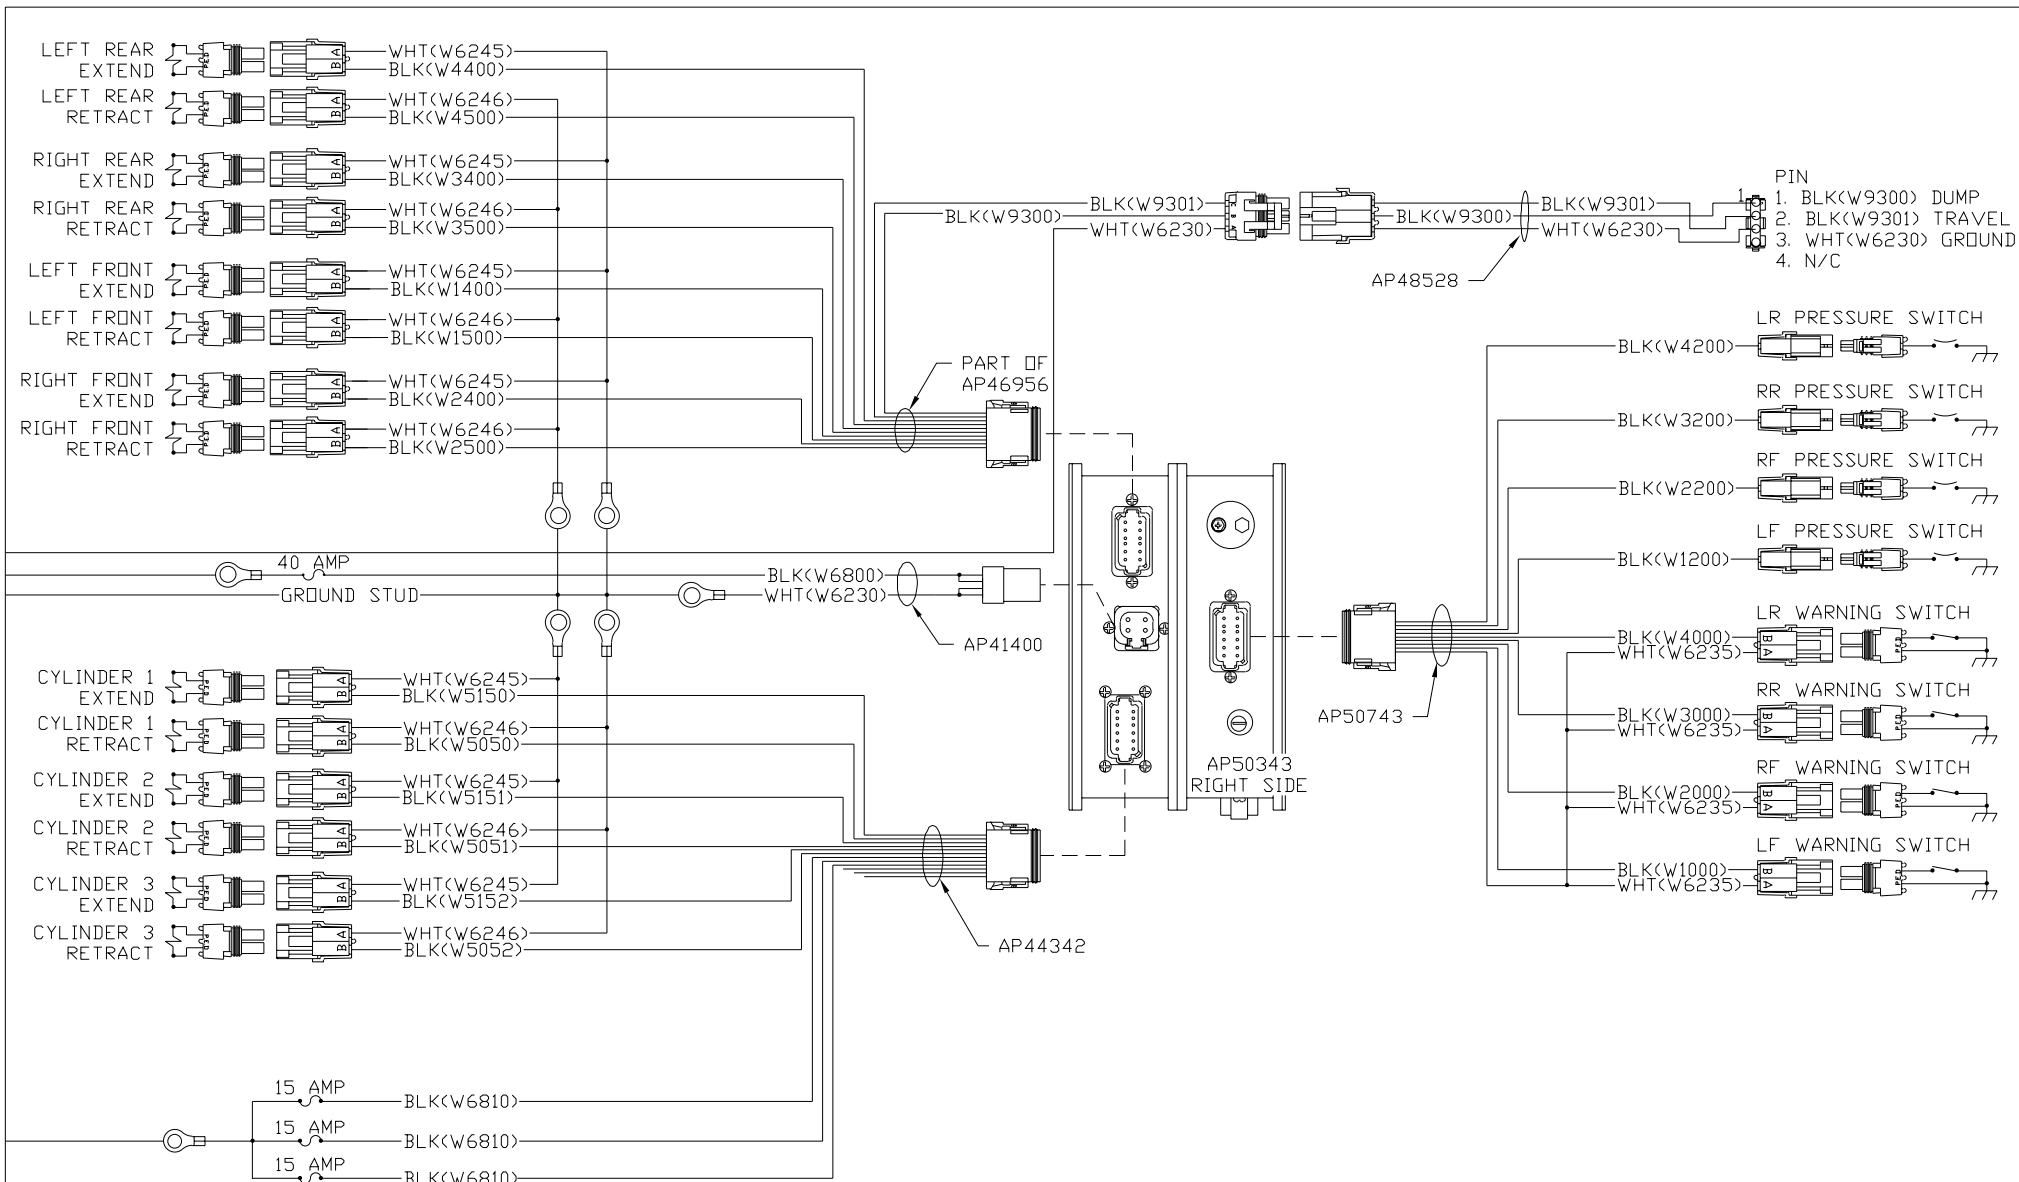 LEFT REAR
EXTEND
A
B
WHT(W6245)
BLK(W4400)
LEFT REAR
RETRACT
A
B
WHT(W6246)
BLK(W4500)
RIGHT REAR
EXTEND
A
B
WHT(W6245)
BLK(W3400)
RIGHT REAR
RETRACT
A
B
WHT(W6246)
BLK(W3500)
LEFT FRONT
EXTEND
A
B
WHT(W6245)
BLK(W1400)
LEFT FRONT
RETRACT
A
B
WHT(W6246)
BLK(W1500)
RIGHT FRONT
EXTEND
A
B
WHT(W6245)
BLK(W2400)
RIGHT FRONT
RETRACT
A
B
WHT(W6246)
BLK(W2500)
PART OF
AP46956
BLK(W9301)
BLK(W9300)
WHT(W6230)
BLK(W9301)
BLK(W9300)
WHT(W6230)
AP48528
1
PIN
1. BLK(W9300) DUMP
2. BLK(W9301) TRAVEL
3. WHT(W6230) GROUND
4. N/C
LR PRESSURE SWITCH
BLK(W4200)
RR PRESSURE SWITCH
BLK(W3200)
RF PRESSURE SWITCH
BLK(W2200)
LF PRESSURE SWITCH
BLK(W1200)
LR WARNING SWITCH
BLK(W4000)
WHT(W6235)
B
A
RR WARNING SWITCH
BLK(W3000)
WHT(W6235)
B
A
RF WARNING SWITCH
BLK(W2000)
WHT(W6235)
B
A
LF WARNING SWITCH
BLK(W1000)
WHT(W6235)
B
A
AP50743
AP50343
RIGHT SIDE
40 AMP
GROUND STUD
BLK(W6800)
WHT(W6230)
AP41400
CYLINDER 1
EXTEND
A
B
WHT(W6245)
BLK(W5150)
CYLINDER 1
RETRACT
A
B
WHT(W6246)
BLK(W5050)
CYLINDER 2
EXTEND
A
B
WHT(W6245)
BLK(W5151)
CYLINDER 2
RETRACT
A
B
WHT(W6246)
BLK(W5051)
CYLINDER 3
EXTEND
A
B
WHT(W6245)
BLK(W5152)
CYLINDER 3
RETRACT
A
B
WHT(W6246)
BLK(W5052)
AP44342
15 AMP
BLK(W6810)
15 AMP
BLK(W6810)
15 AMP
BLK(W6810)